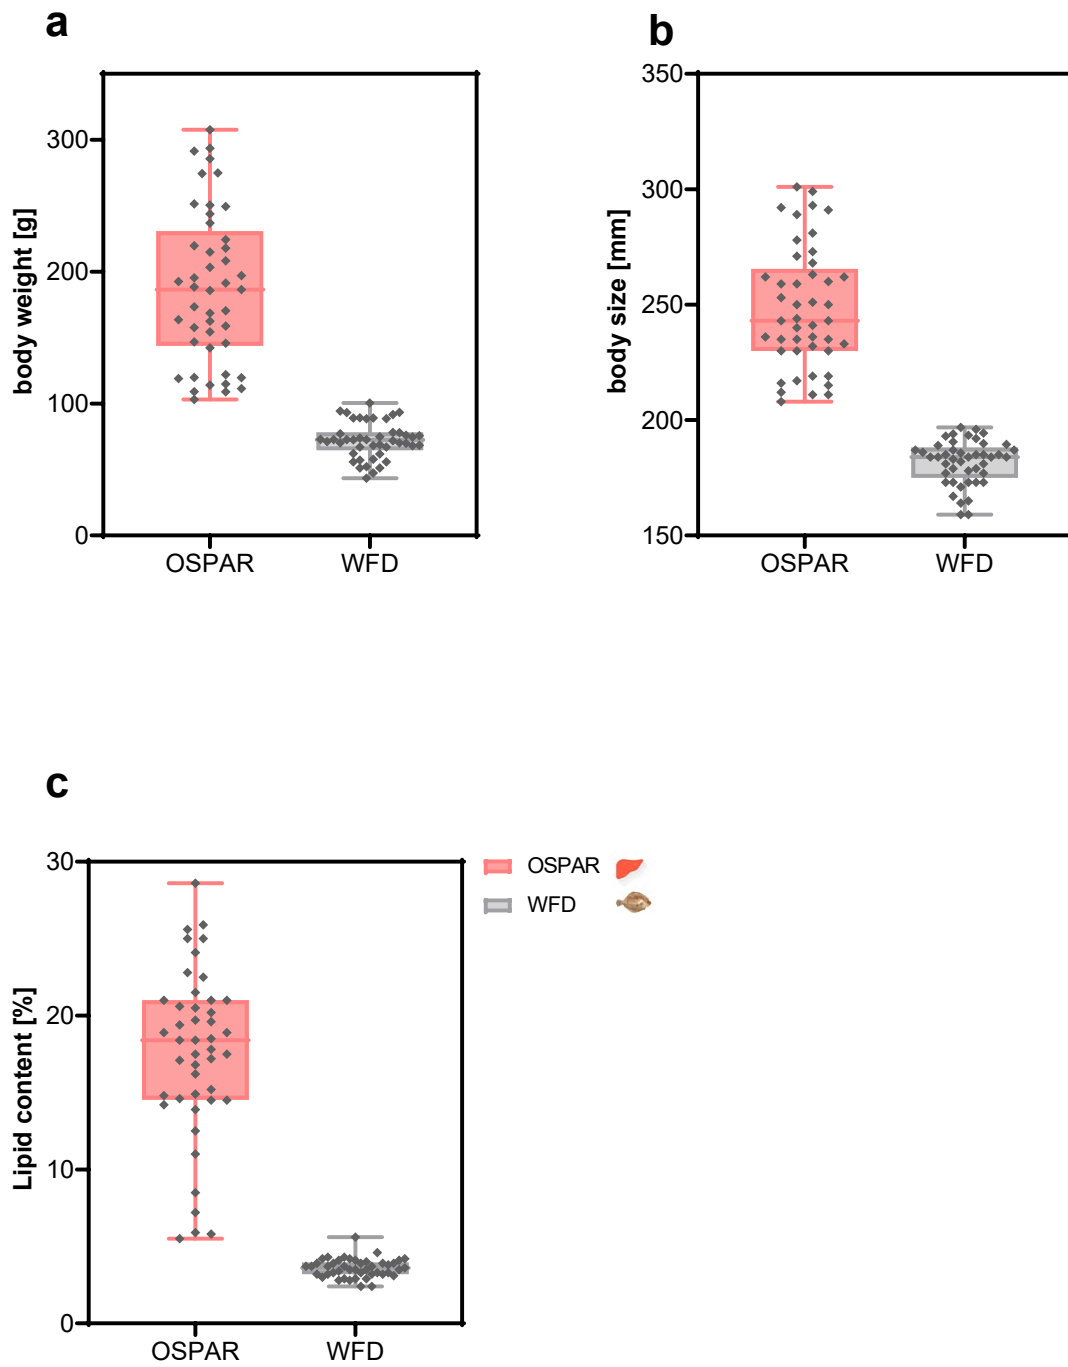 a
body weight [g]
300
200
100
0
OSPAR WFD
b
body size [mm]
350
300
250
200
150
OSPAR WFD
c
Lipid content [%]
30
20
10
0
OSPAR WFD
OSPAR
WFD